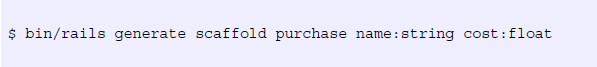 $ bin/rails generate scaffold purchase name:string cost:float